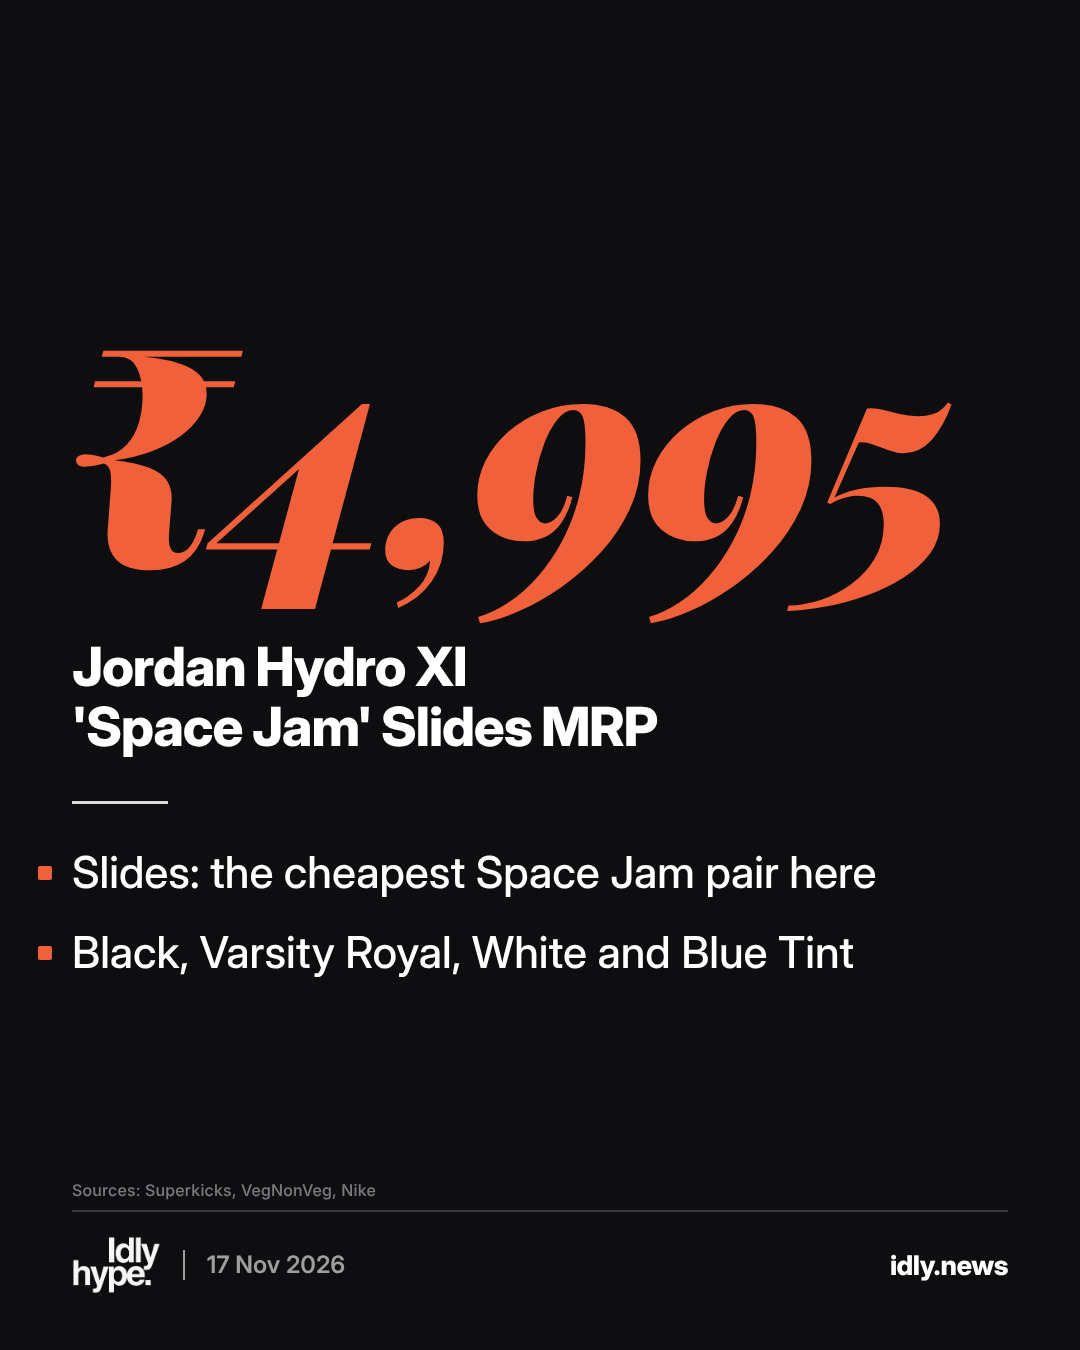 ₹4,995
Jordan Hydro XI
'Space Jam' Slides MRP
Slides: the cheapest Space Jam pair here
Black, Varsity Royal, White and Blue Tint
Sources: Superkicks, VegNonVeg, Nike
Idly
hype.
17 Nov 2026
idly.news